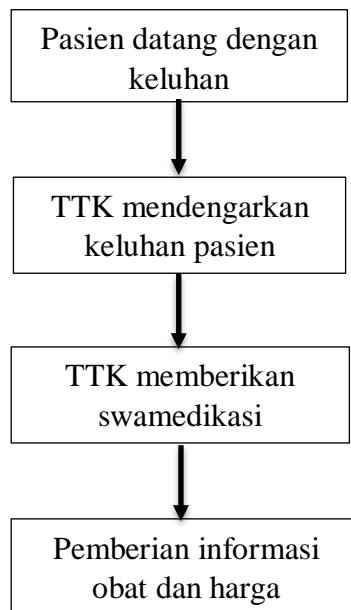 Pasien datang dengan
keluhan
TTK mendengarkan
keluhan pasien
TTK memberikan
swamedikasi
Pemberian informasi
obat dan harga